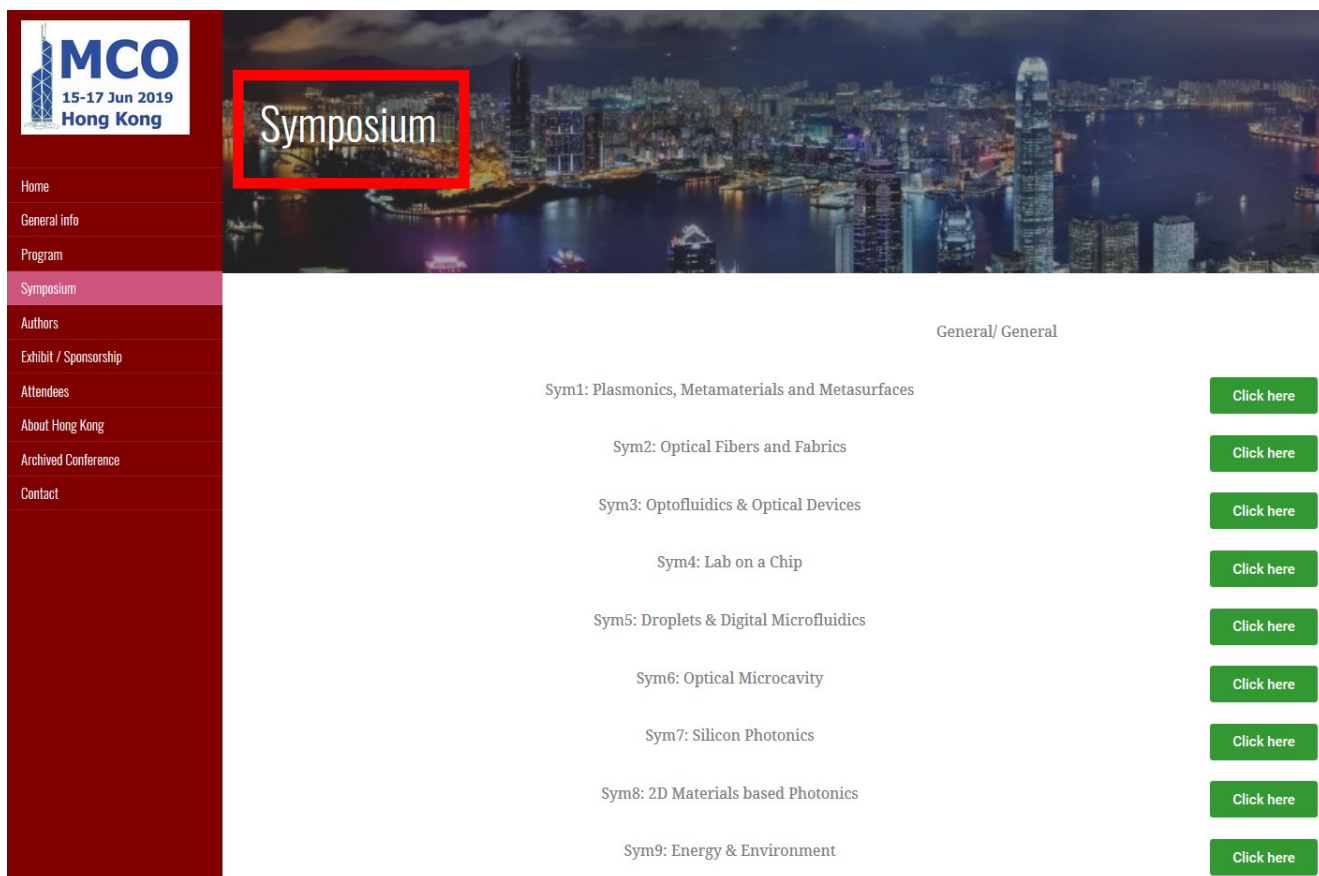 MCO
15-17 Jun 2019
Hong Kong
Home
General info
Program
Symposium
Authors
Exhibit / Sponsorship
Attendees
About Hong Kong
Archived Conference
Contact
Symposium
General/ General
Sym1: Plasmonics, Metamaterials and Metasurfaces
Click here
Sym2: Optical Fibers and Fabrics
Click here
Sym3: Optofluidics & Optical Devices
Click here
Sym4: Lab on a Chip
Click here
Sym5: Droplets & Digital Microfluidics
Click here
Sym6: Optical Microcavity
Click here
Sym7: Silicon Photonics
Click here
Sym8: 2D Materials based Photonics
Click here
Sym9: Energy & Environment
Click here